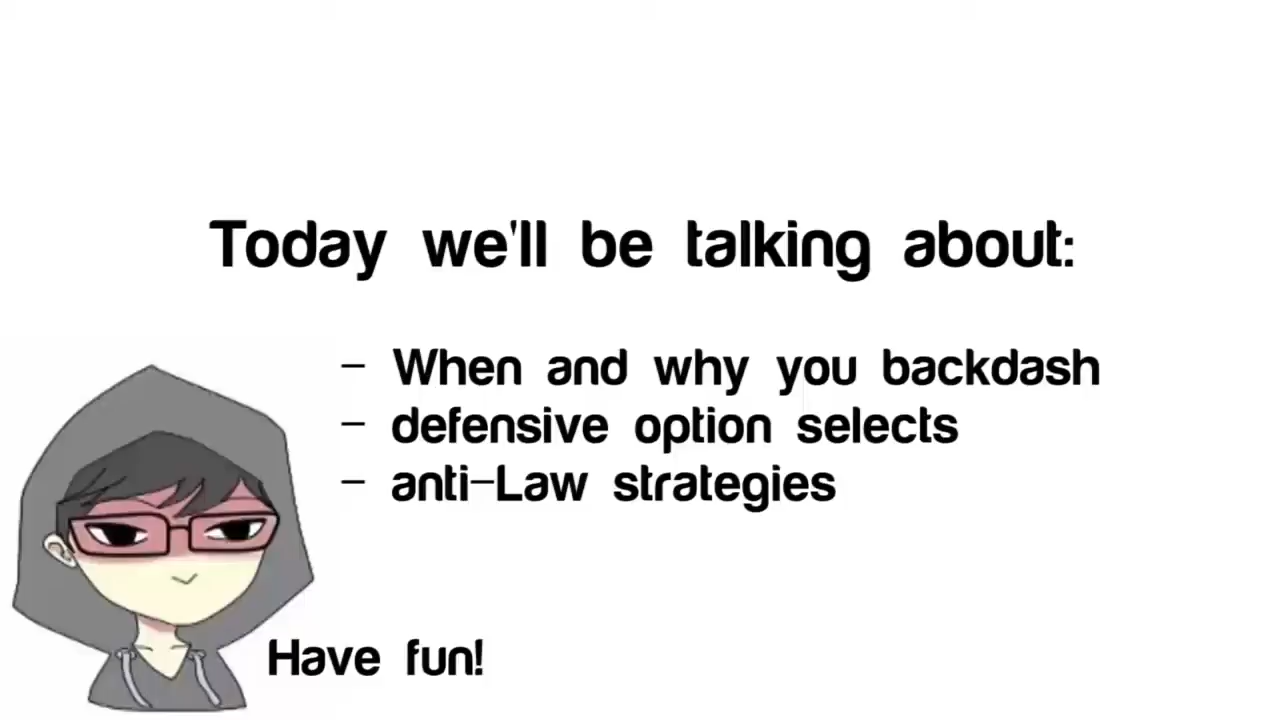 Today we'll be talking about:
- When and why you backdash
- defensive option selects
- anti-Law strategies
Have fun!